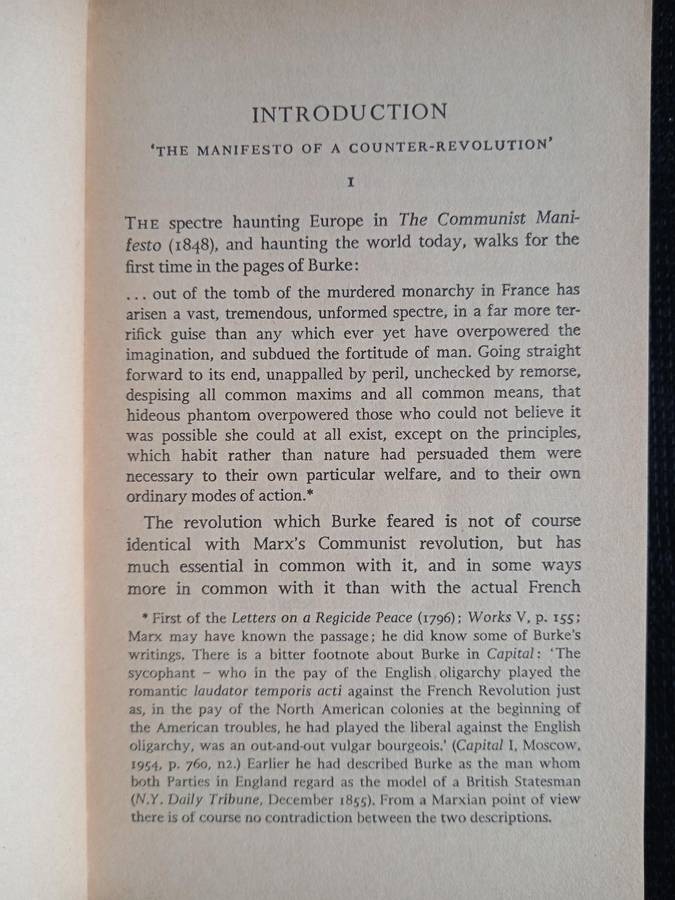 INTRODUCTION
‘THE MANIFESTO OF A COUNTER-REVOLUTION’
I
THE spectre haunting Europe in The Communist Mani-
festo (1848), and haunting the world today, walks for the
first time in the pages of Burke:
... out of the tomb of the murdered monarchy in France has
arisen a vast, tremendous, unformed spectre, in a far more ter-
rifick guise than any which ever yet have overpowered the
imagination, and subdued the fortitude of man. Going straight
forward to its end, unappalled by peril, unchecked by remorse,
despising all common maxims and all common means, that
hideous phantom overpowered those who could not believe it
was possible she could at all exist, except on the principles,
which habit rather than nature had persuaded them were
necessary to their own particular welfare, and to their own
ordinary modes of action.*
The revolution which Burke feared is not of course
identical with Marx’s Communist revolution, but has
much essential in common with it, and in some ways
more in common with it than with the actual French
* First of the Letters on a Regicide Peace (1796); Works V, p. 155;
Marx may have known the passage; he did know some of Burke’s
writings. There is a bitter footnote about Burke in Capital: ‘The
sycophant – who in the pay of the English oligarchy played the
romantic laudator temporis acti against the French Revolution just
as, in the pay of the North American colonies at the beginning of
the American troubles, he had played the liberal against the English
oligarchy, was an out-and-out vulgar bourgeois.’ (Capital I, Moscow,
1954, p. 760, n2.) Earlier he had described Burke as the man whom
both Parties in England regard as the model of a British Statesman
(N.Y. Daily Tribune, December 1855). From a Marxian point of view
there is of course no contradiction between the two descriptions.